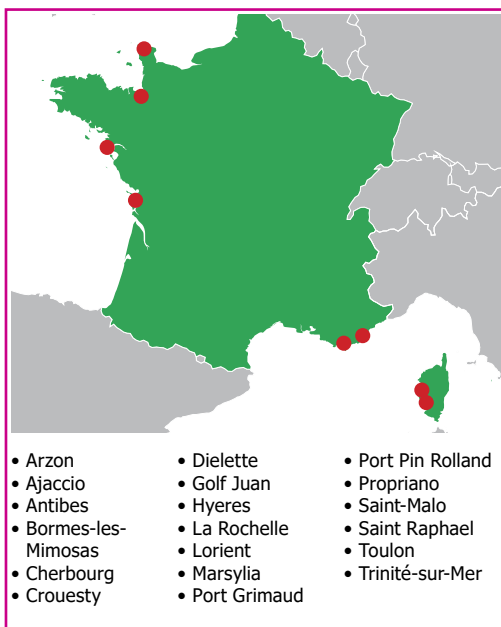 • Arzon
• Ajaccio
• Antibes
• Bormes-les-
Mimosas
• Cherbourg
• Crouesty
• Dielette
• Golf Juan
• Hyeres
• La Rochelle
• Lorient
• Marsylia
• Port Grimaud
• Port Pin Rolland
• Propriano
• Saint-Malo
• Saint Raphael
• Toulon
• Trinité-sur-Mer